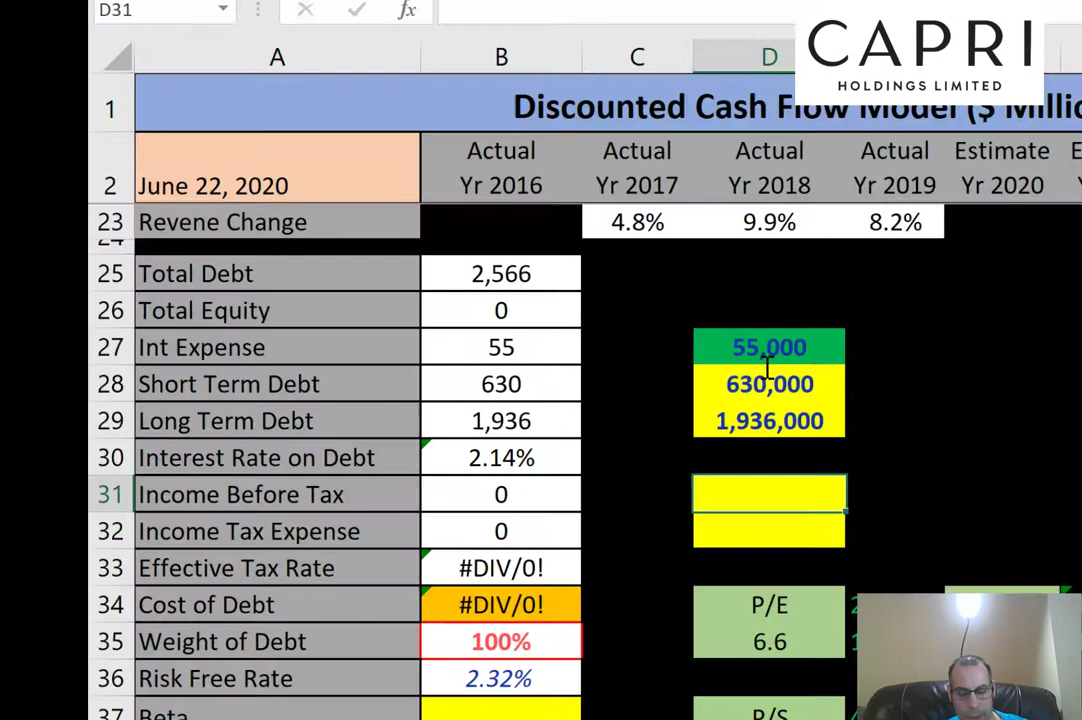 D31 fx
CAPRI
HOLDINGS LIMITED
A B C D
1 Discounted Cash Flow Model ($
Actual Actual Actual Actual Estimate
2 June 22, 2020 Yr 2016 Yr 2017 Yr 2018 Yr 2019 Yr 2020
23 Revene Change 4.8% 9.9% 8.2%
25 Total Debt 2,566
26 Total Equity 0
27 Int Expense 55 55,000
28 Short Term Debt 630 630,000
29 Long Term Debt 1,936 1,936,000
30 Interest Rate on Debt 2.14%
31 Income Before Tax 0
32 Income Tax Expense 0
33 Effective Tax Rate #DIV/0!
34 Cost of Debt #DIV/0! P/E
35 Weight of Debt 100% 6.6
36 Risk Free Rate 2.32%
37 Beta P/S